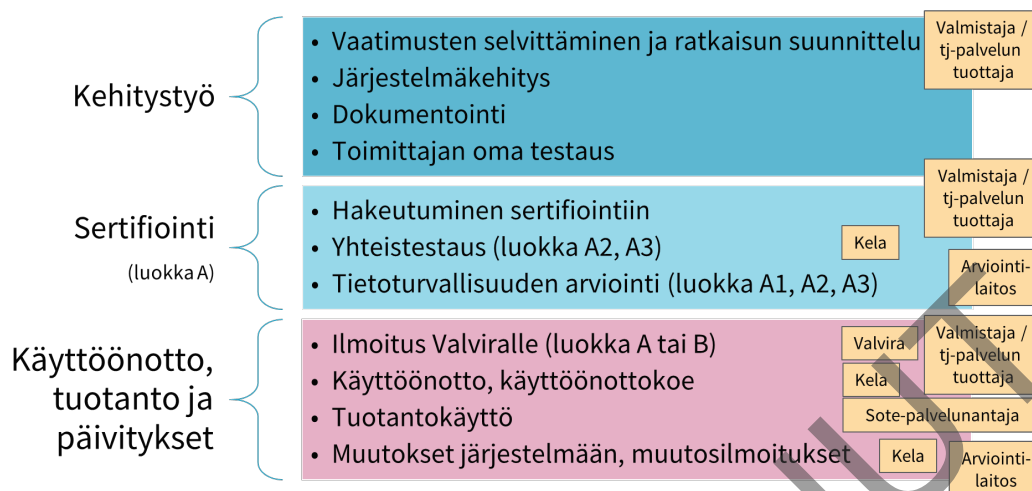 Kehitystyö
• Vaatimusten selvittäminen ja ratkaisun suunnittelu
• Järjestelmäkehitys
• Dokumentointi
• Toimittajan oma testaus
Valmistaja /
tj-palvelun
tuottaja
Sertifiointi
(luokka A)
• Hakeutuminen sertifiointiin
• Yhteistestaus (luokka A2, A3)
• Tietoturvallisuuden arviointi (luokka A1, A2, A3)
Valmistaja /
tj-palvelun
tuottaja
Kela
Arviointi-
laitos
Käyttöönotto,
tuotanto ja
päivitykset
• Ilmoitus Valviralle (luokka A tai B)
• Käyttöönotto, käyttöönottokoe
• Tuotantokäyttö
• Muutokset järjestelmään, muutosilmoitukset
Valvira
Valmistaja /
tj-palvelun
tuottaja
Kela
Sote-palvelunantaja
Kela
Arviointi-
laitos
UT